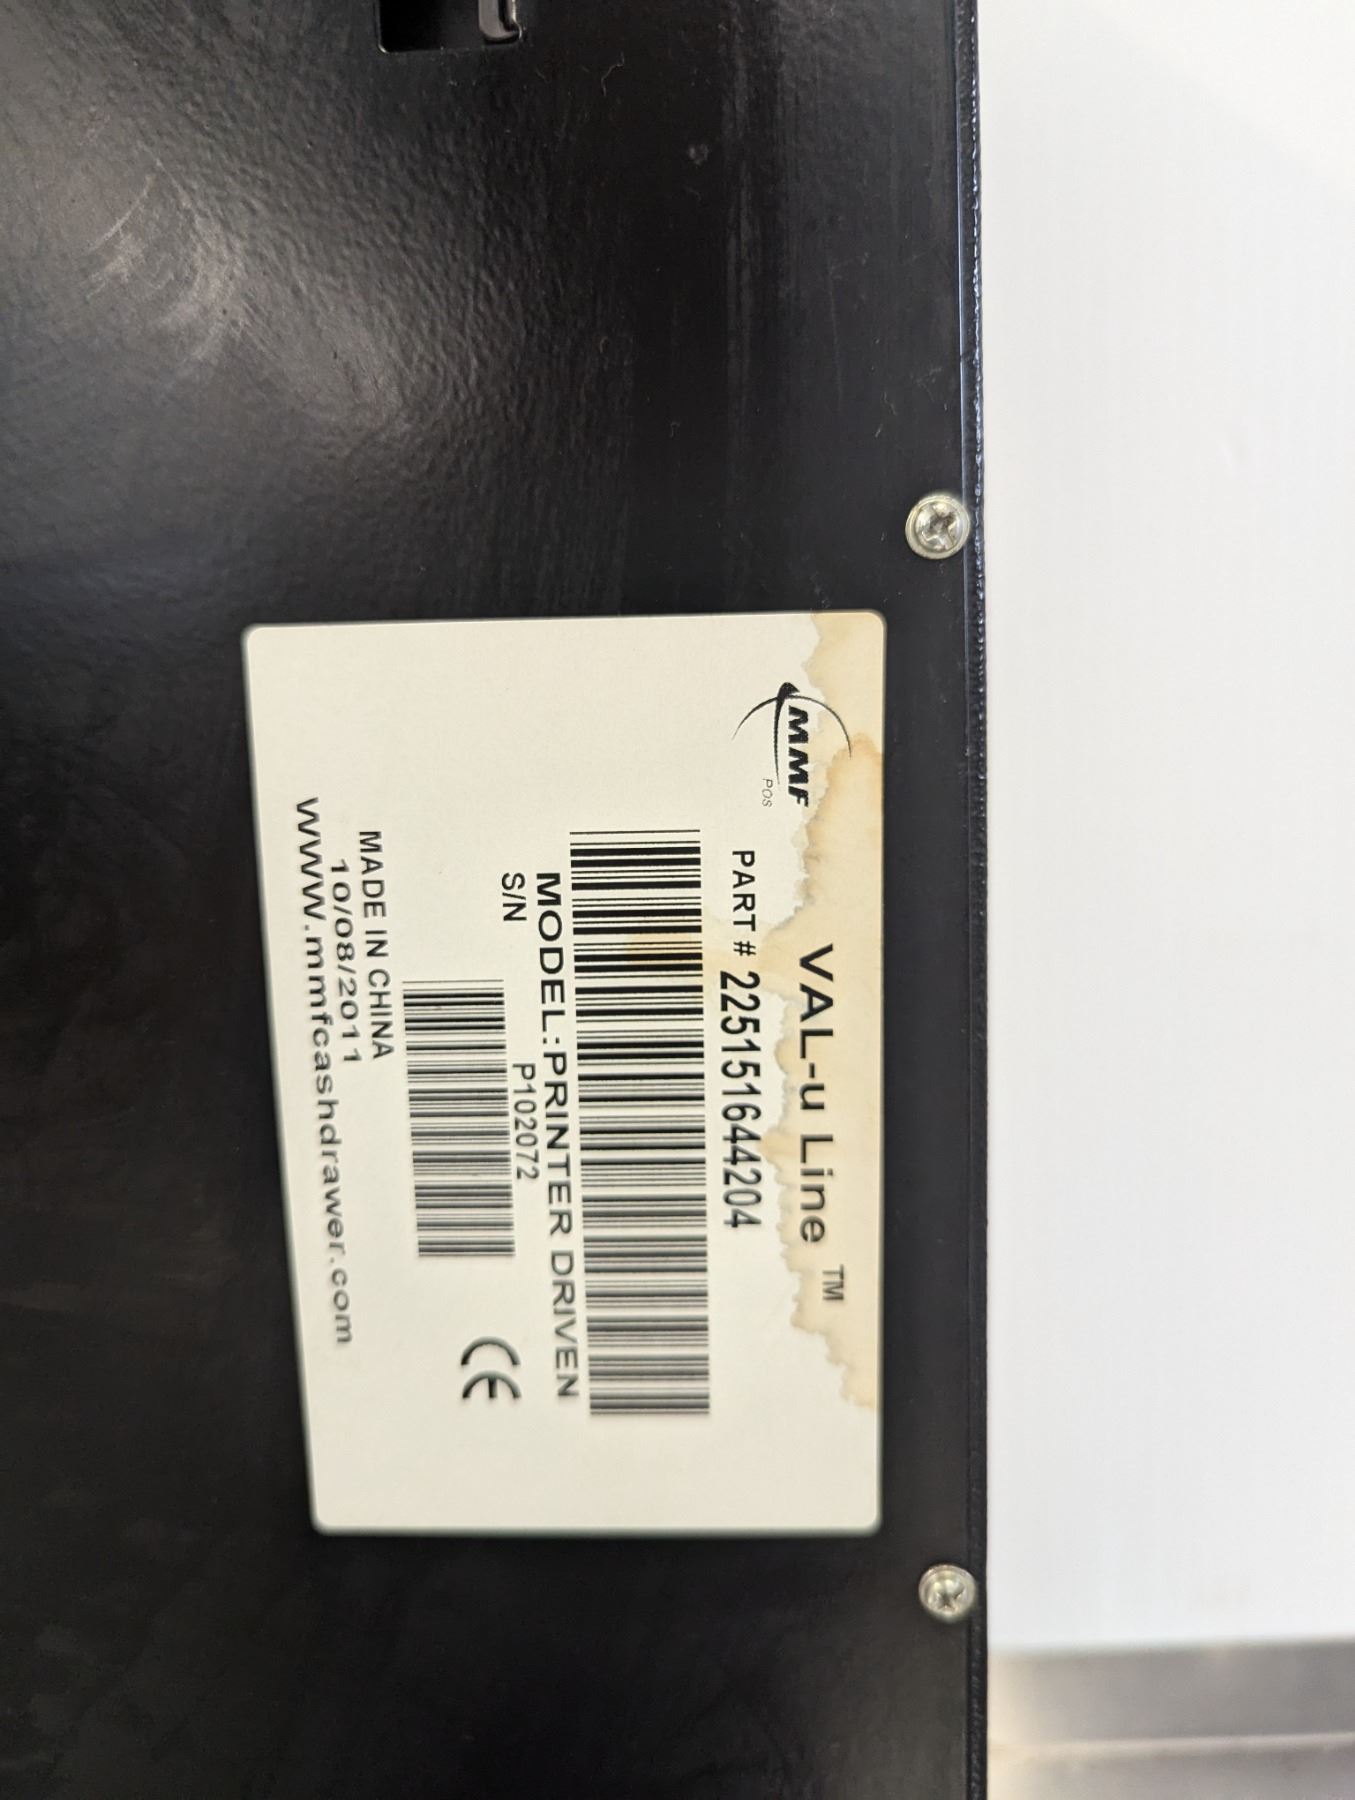 MMF
POS
VAL-u Line ™
PART # 225151644204
MODEL:PRINTER DRIVEN
S/N
P102072
CE
MADE IN CHINA
10/08/2011
www.mmfcashdrawer.com